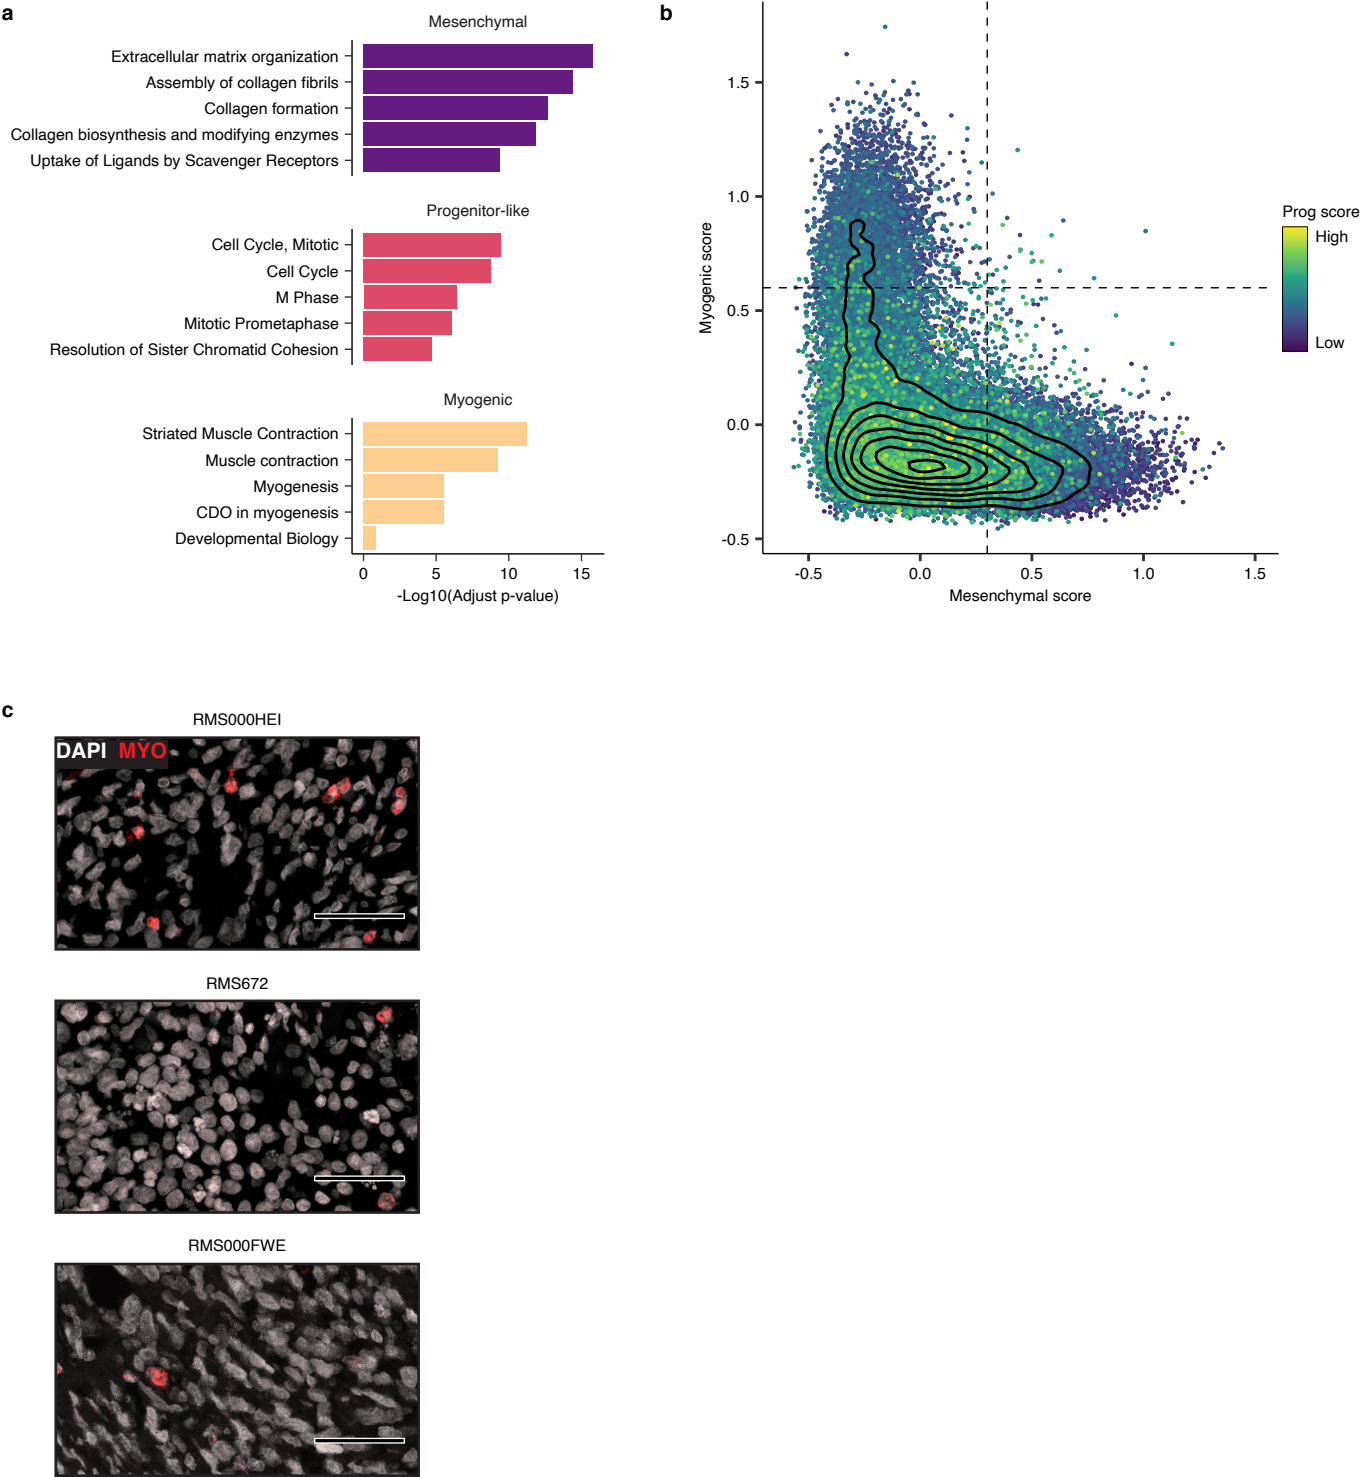 a
Mesenchymal
Extracellular matrix organization
Assembly of collagen fibrils
Collagen formation
Collagen biosynthesis and modifying enzymes
Uptake of Ligands by Scavenger Receptors
Progenitor-like
Cell Cycle, Mitotic
Cell Cycle
M Phase
Mitotic Prometaphase
Resolution of Sister Chromatid Cohesion
Myogenic
Striated Muscle Contraction
Muscle contraction
Myogenesis
CDO in myogenesis
Developmental Biology
0 5 10 15
-Log10(Adjust p-value)
b
Myogenic score
1.5
1.0
0.5
0.0
-0.5
-0.5 0.0 0.5 1.0 1.5
Mesenchymal score
Prog score
High
Low
c
RMS000HEI
DAPI MYO
RMS672
RMS000FWE